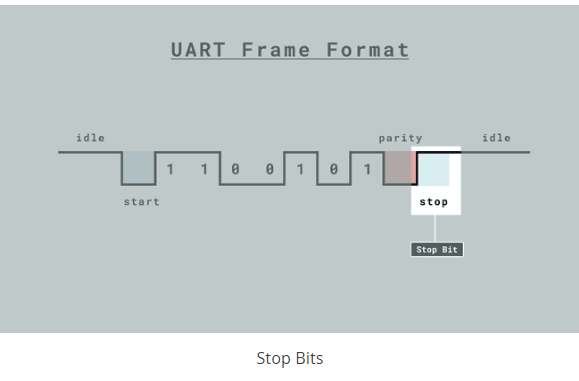 UART Frame Format
idle parity idle
1 1 0 0 1 0 1
start stop
Stop Bit
Stop Bits